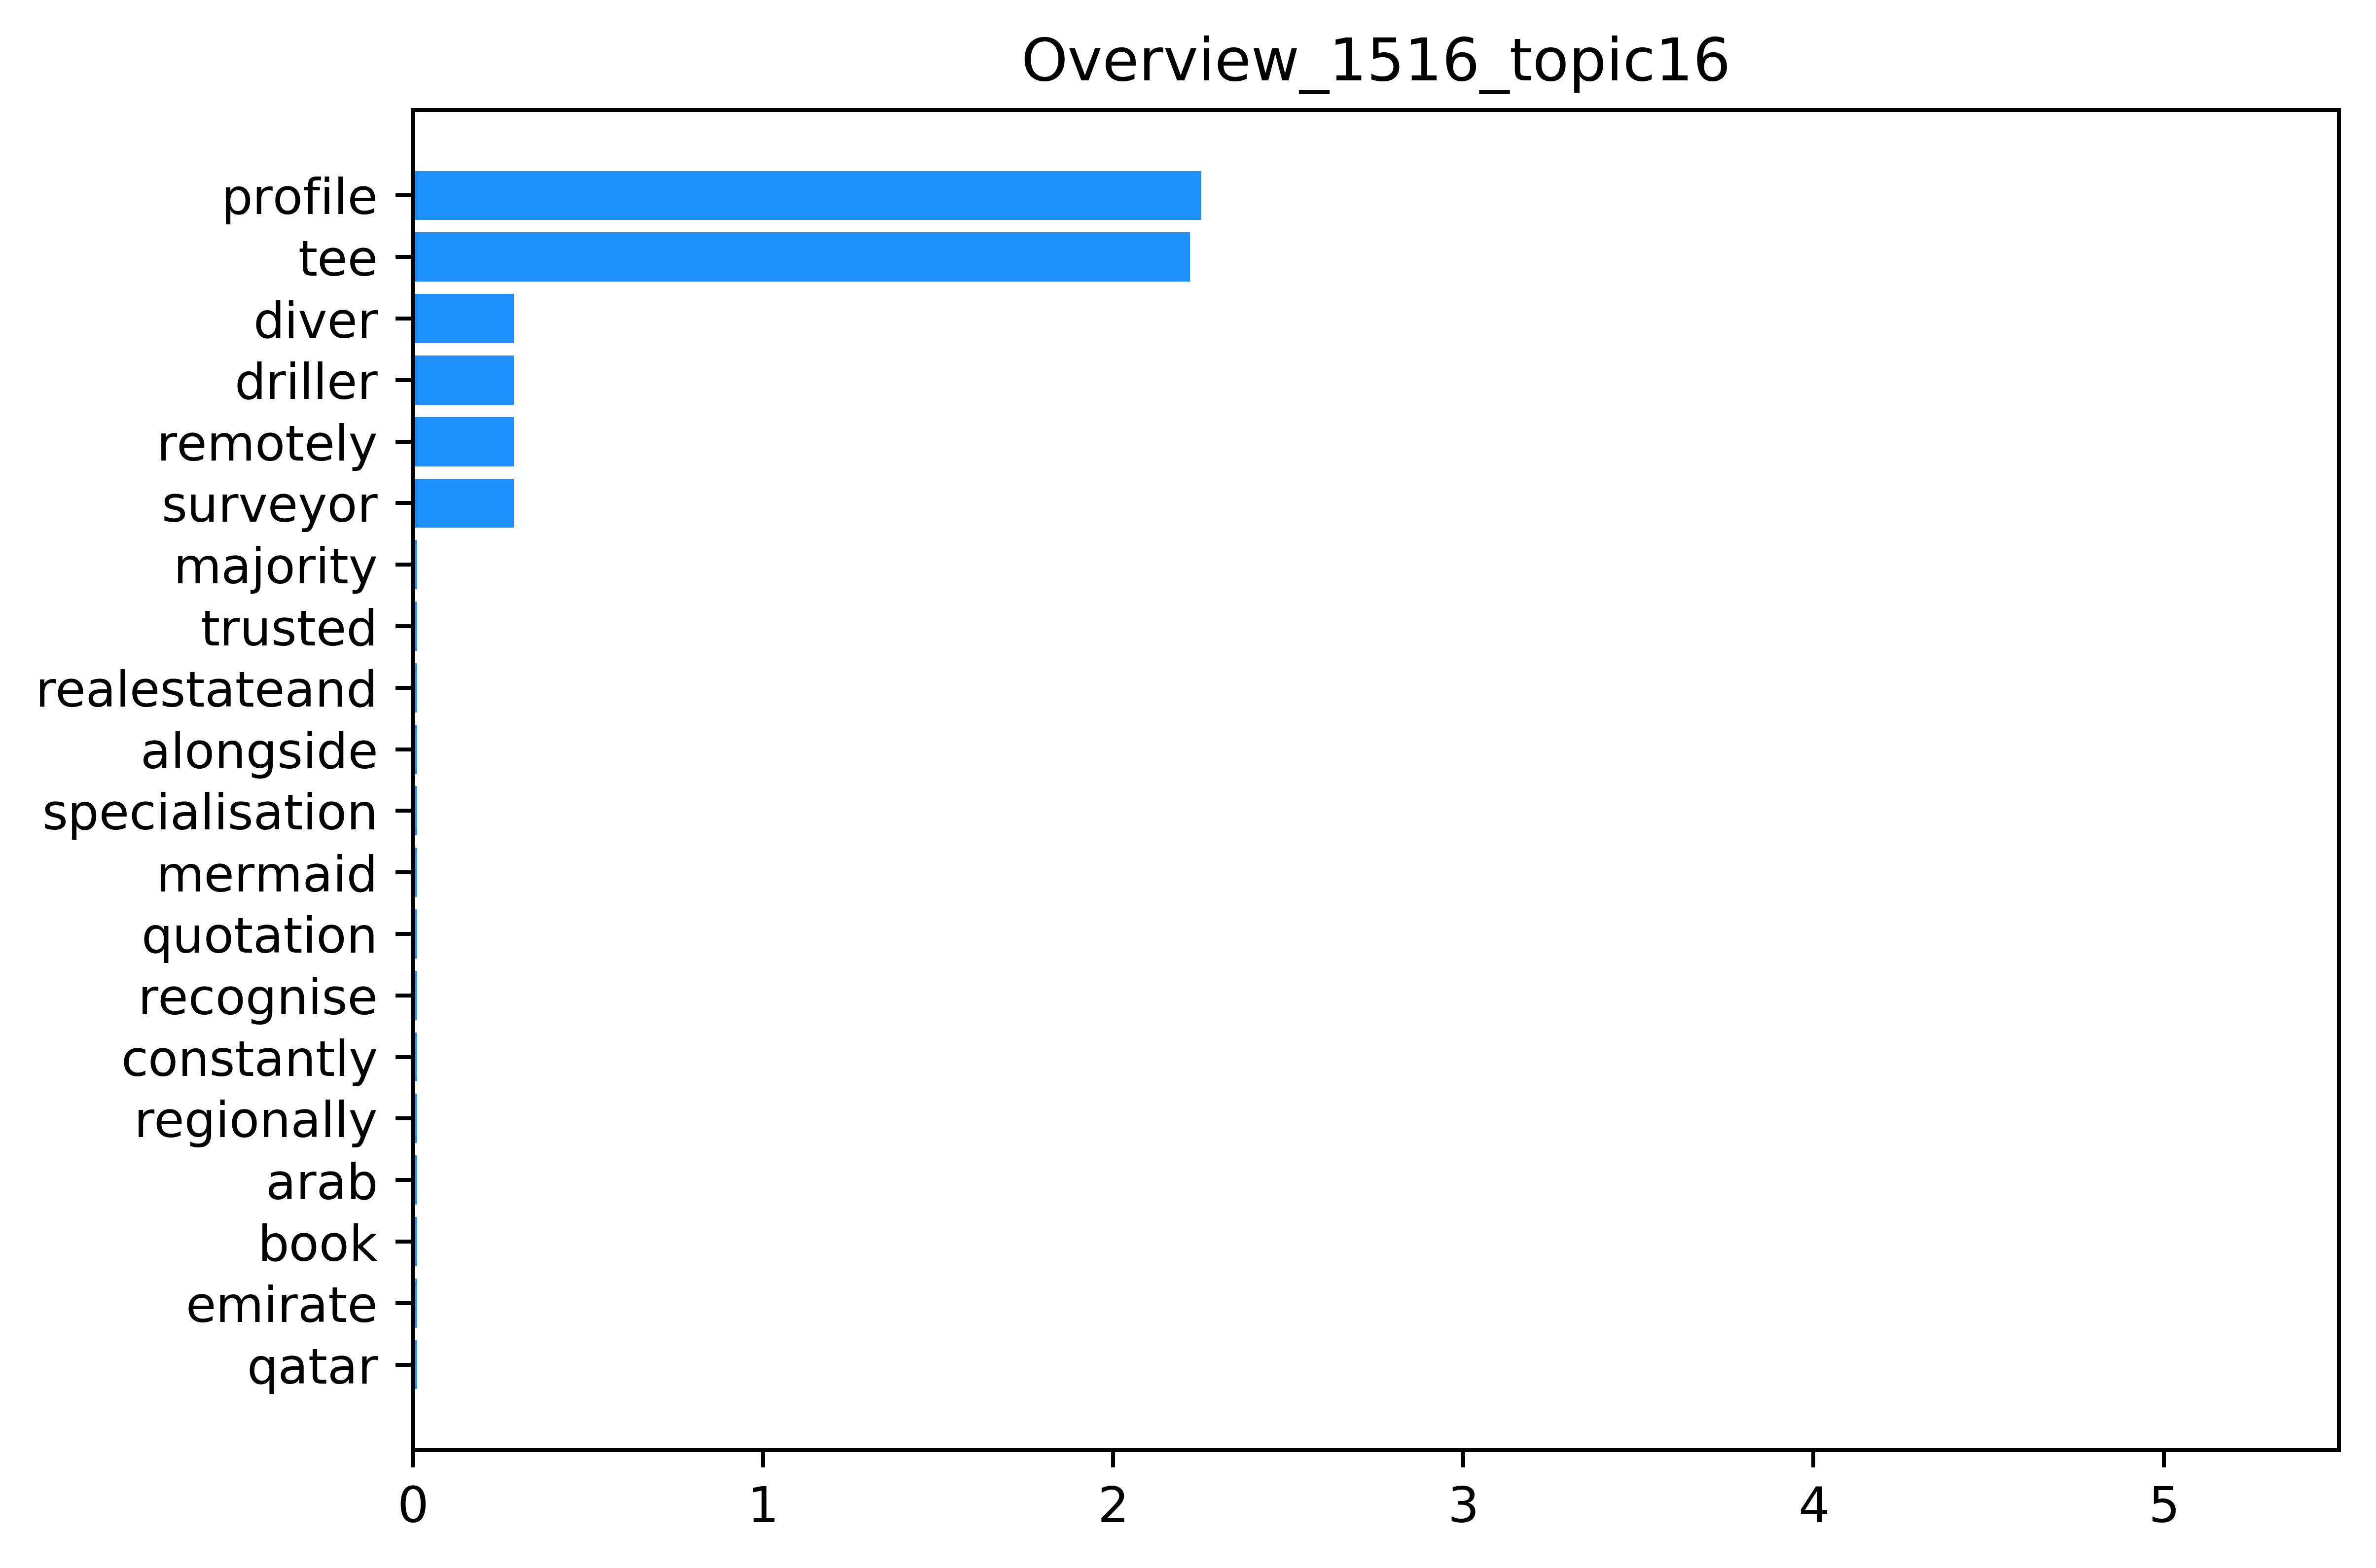 Overview_1516_topic16
profile
tee
diver
driller
remotely
surveyor
majority
trusted
realestateand
alongside
specialisation
mermaid
quotation
recognise
constantly
regionally
arab
book
emirate
qatar
0 1 2 3 4 5